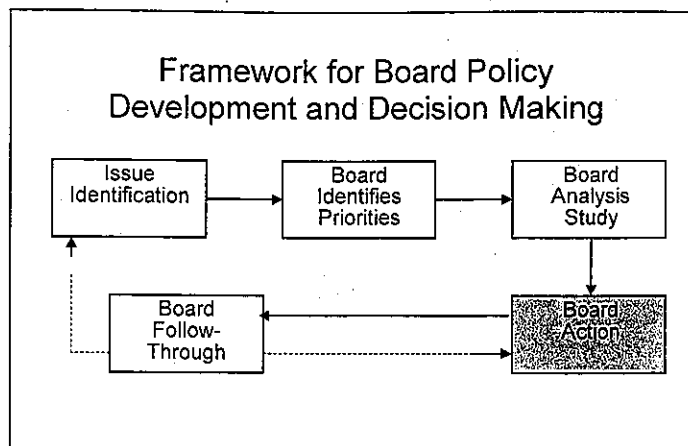 Framework for Board Policy
Development and Decision Making
Issue
Identification
Board
Identifies
Priorities
Board
Analysis
Study
Board
Follow-
Through
Board
Action